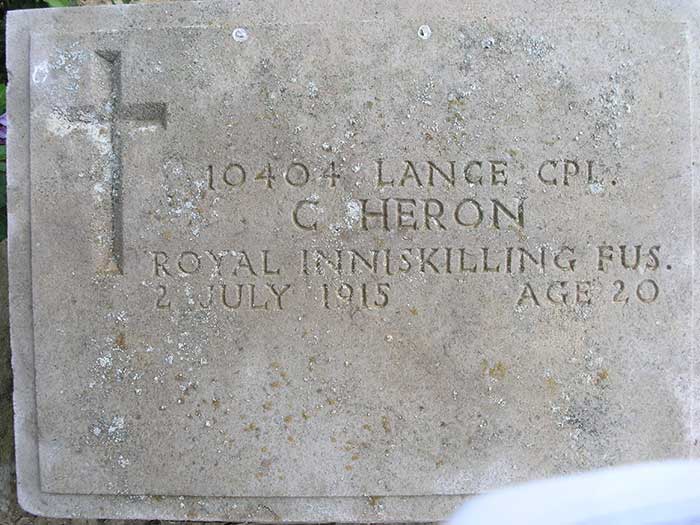 10404 LANCE CPL.
C HERON
ROYAL INNISKILLING FUS.
2 JULY 1915 AGE 20